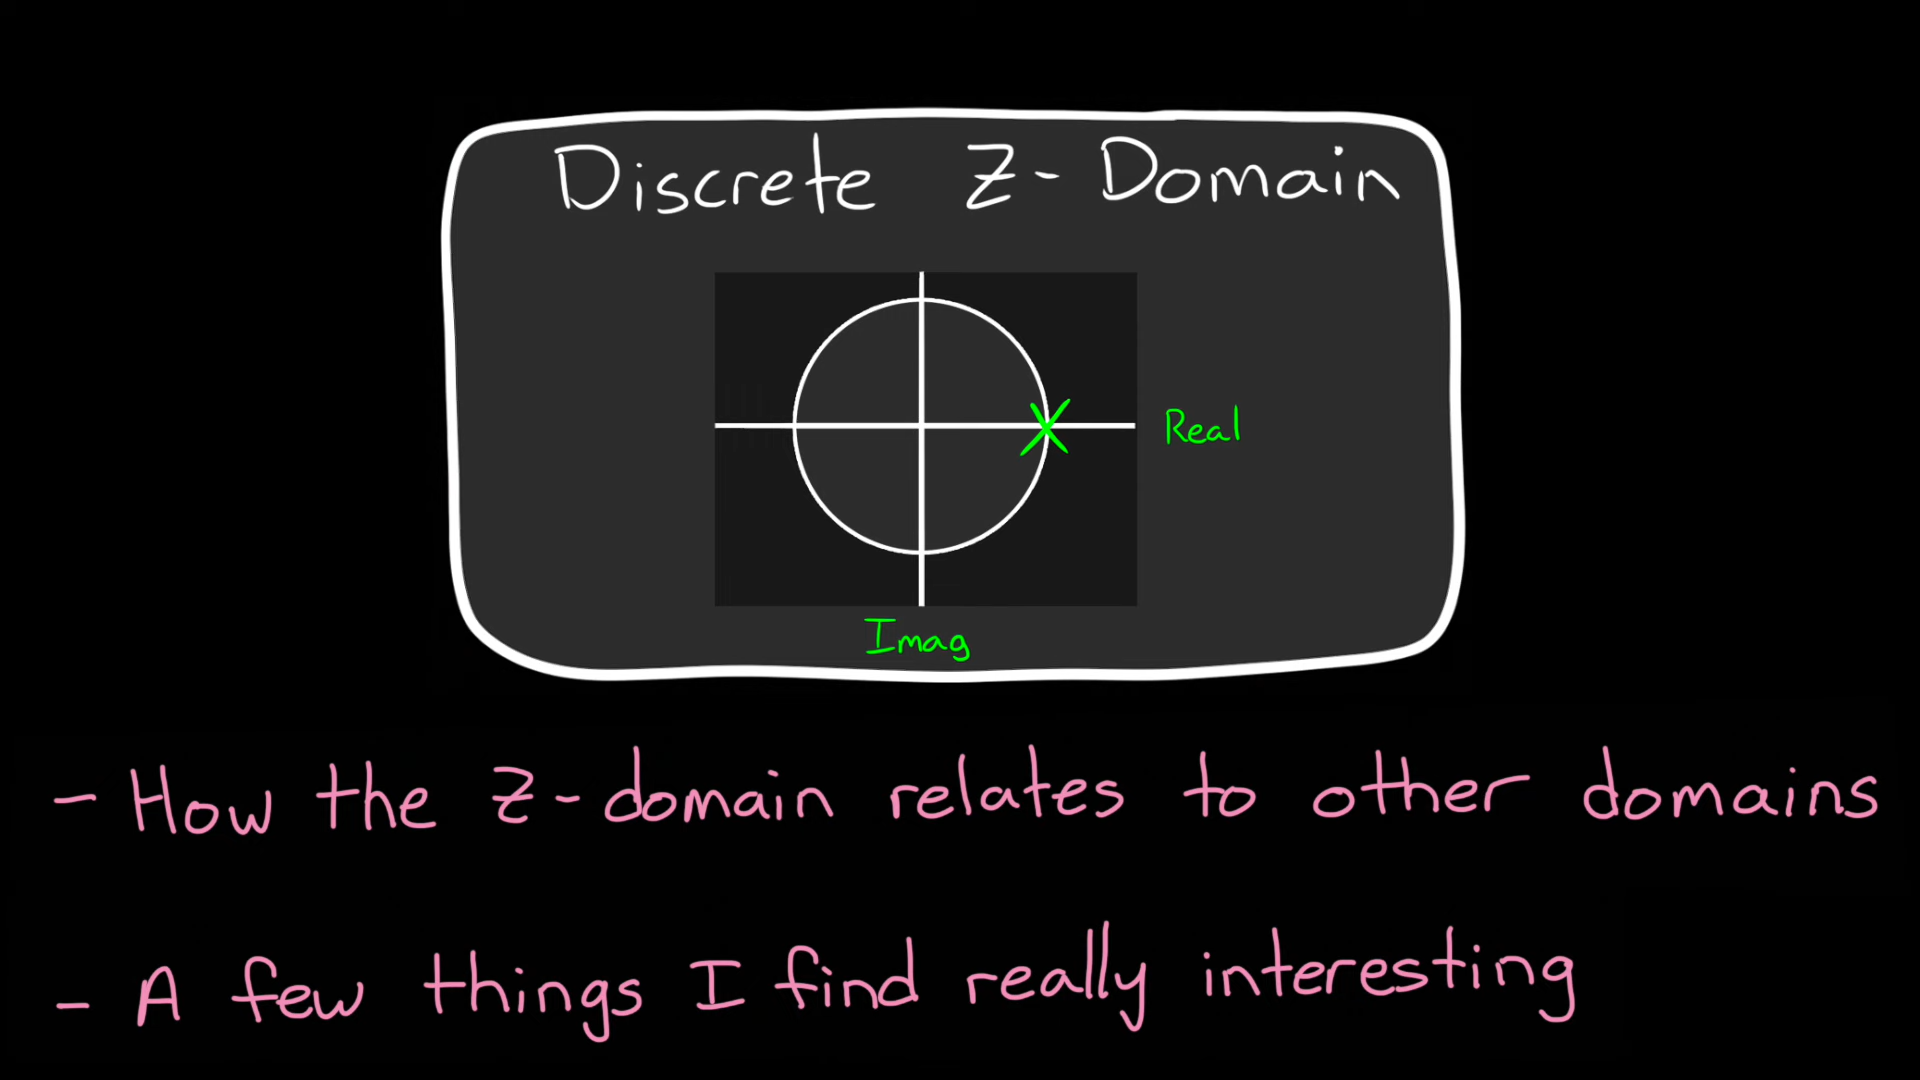 Discrete Z-Domain
Real
Imag
- How the Z-domain relates to other domains
- A few things I find really interesting